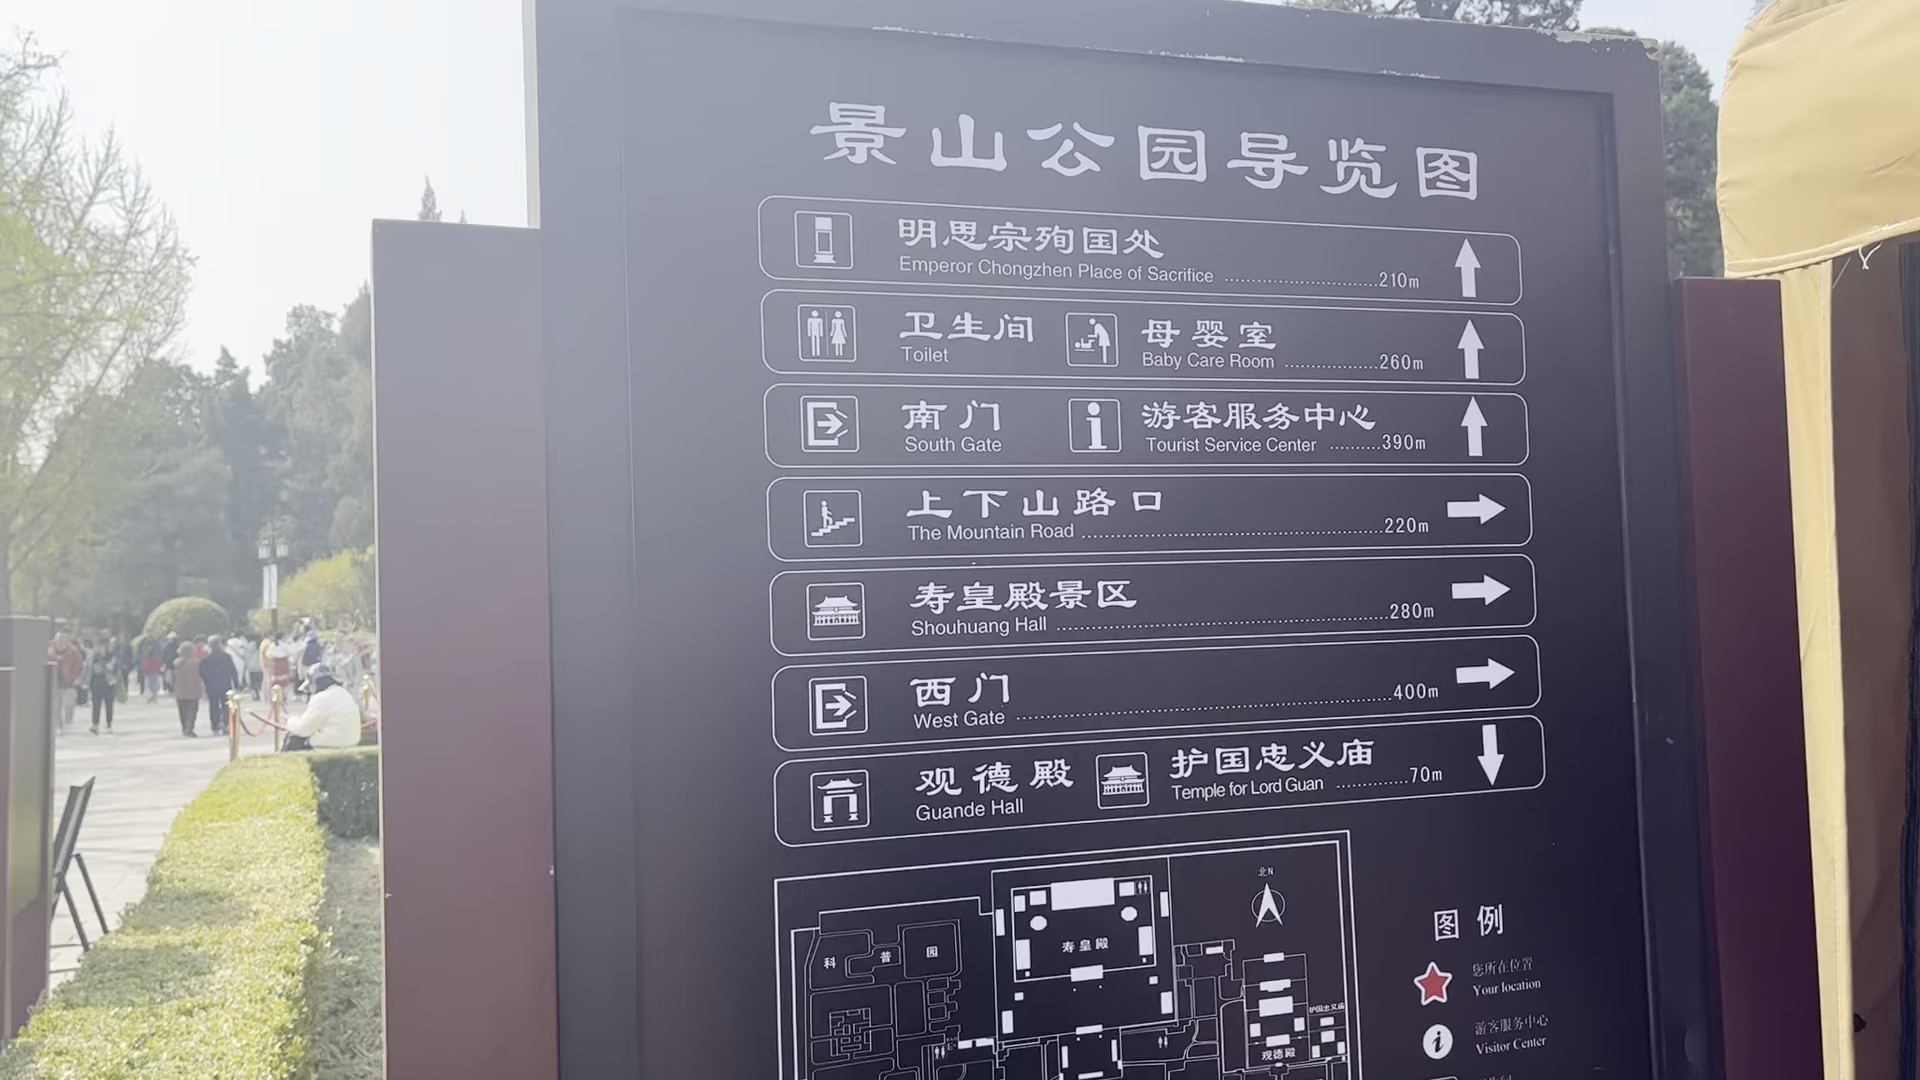 景山公园导览图
明思宗殉国处
Emperor Chongzhen Place of Sacrifice ..............................210m
卫生间 母婴室
Toilet Baby Care Room ..................260m
南门 游客服务中心
South Gate Tourist Service Center ..........390m
上下山路口
The Mountain Road ..........................................................220m
寿皇殿景区
Shouhuang Hall ................................................................280m
西门
West Gate ........................................................................400m
观德殿 护国忠义庙
Guande Hall Temple for Lord Guan ...............70m
北N
寿皇殿
科普园
护国忠义庙
观德殿
图例
您所在位置
Your location
游客服务中心
Visitor Center